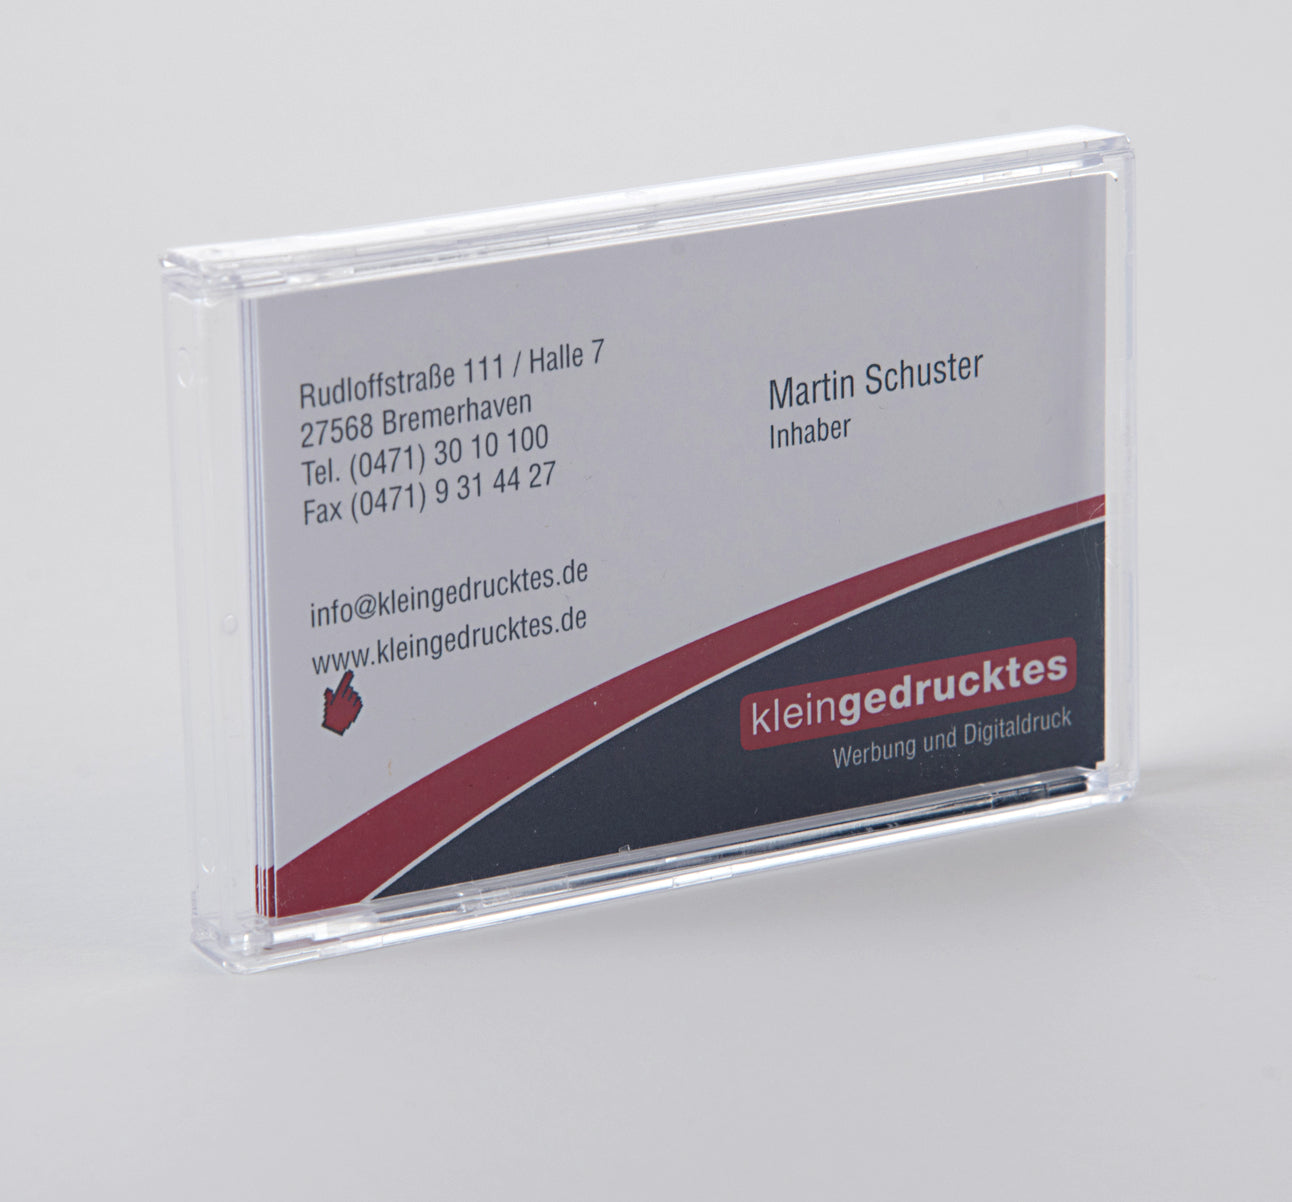 Rudloffstraße 111 / Halle 7
27568 Bremerhaven
Tel. (0471) 30 10 100
Fax (0471) 9 31 44 27
info@kleingedrucktes.de
www.kleingedrucktes.de
Martin Schuster
Inhaber
kleingedrucktes
Werbung und Digitaldruck